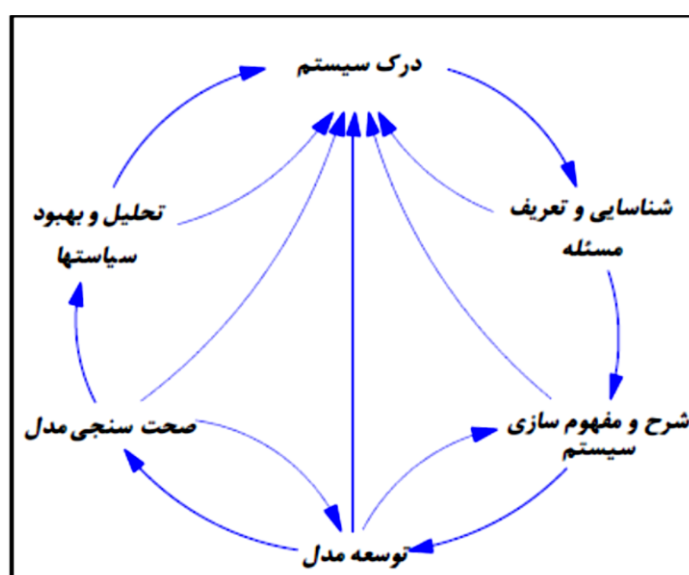 درک سیستم
شناسایی و تعریف
مسئله
شرح و مفهوم سازی
سیستم
توسعه مدل
صحت سنجی مدل
تحلیل و بهبود
سیاستها